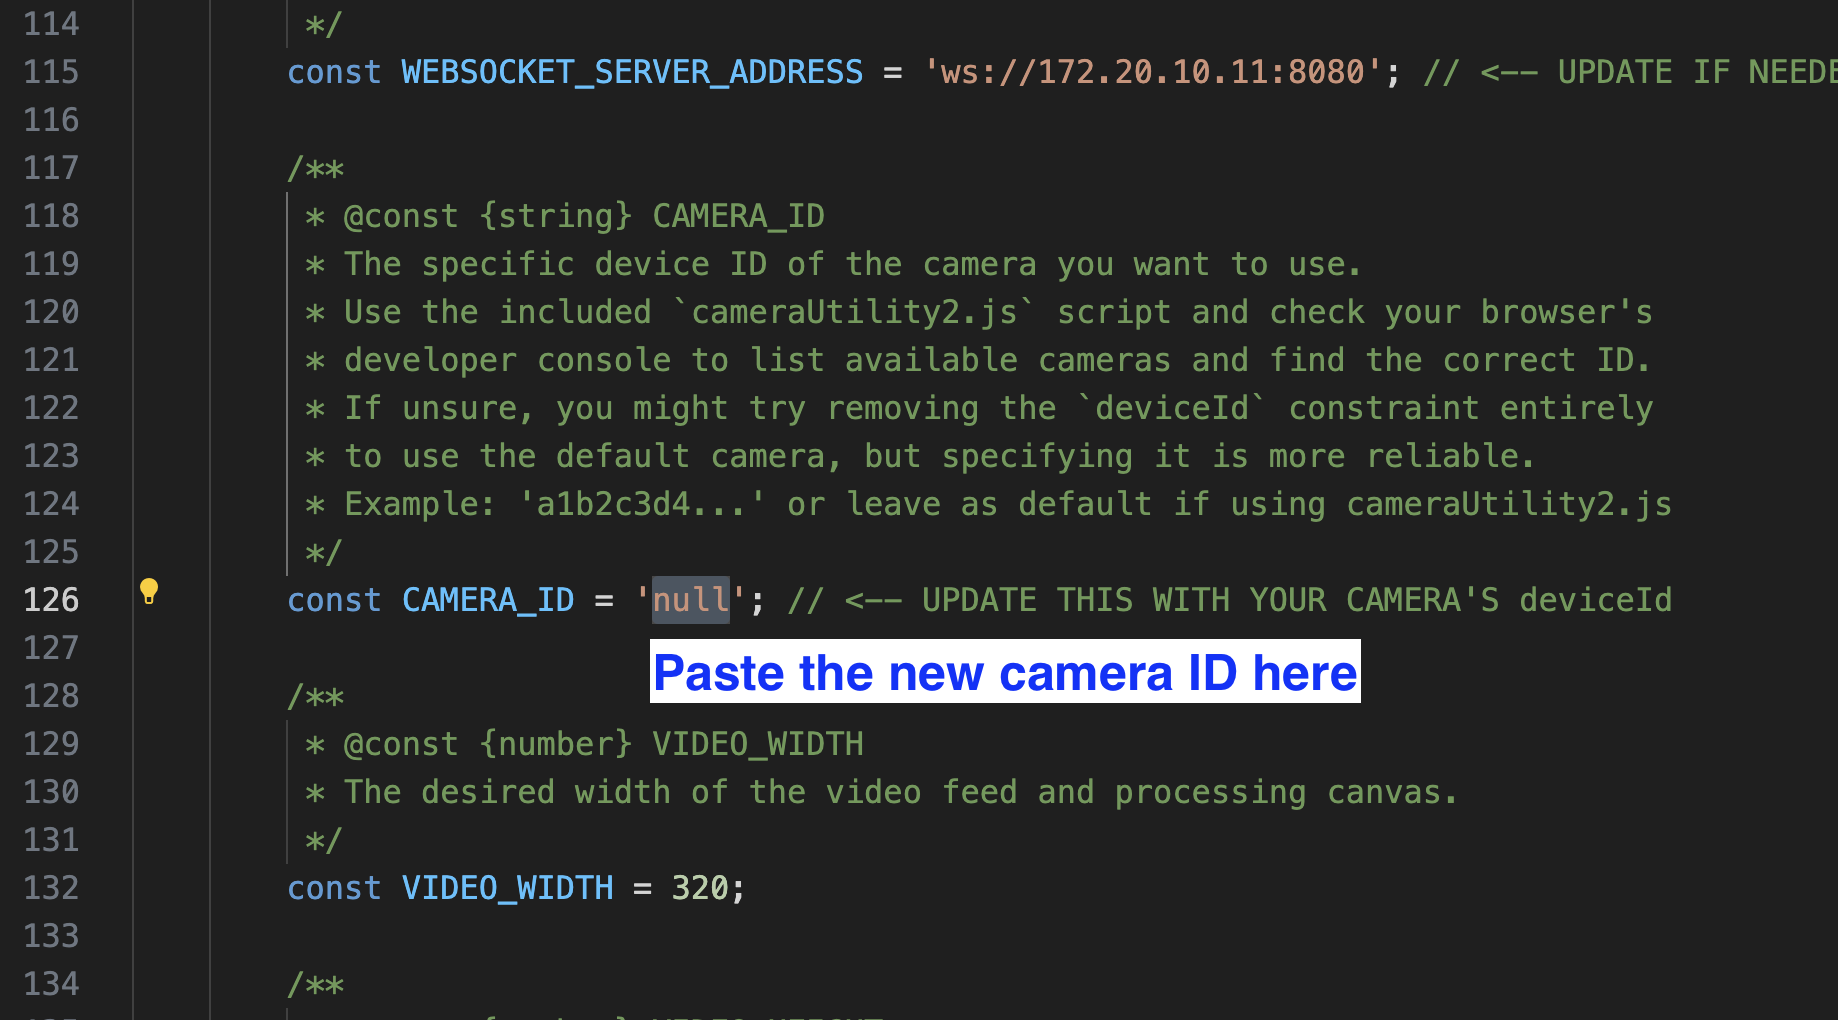 114 */
115 const WEBSOCKET_SERVER_ADDRESS = 'ws://172.20.10.11:8080'; // <-- UPDATE IF NEEDE
116
117 /**
118 * @const {string} CAMERA_ID
119 * The specific device ID of the camera you want to use.
120 * Use the included `cameraUtility2.js` script and check your browser's
121 * developer console to list available cameras and find the correct ID.
122 * If unsure, you might try removing the `deviceId` constraint entirely
123 * to use the default camera, but specifying it is more reliable.
124 * Example: 'a1b2c3d4...' or leave as default if using cameraUtility2.js
125 */
126 const CAMERA_ID = 'null'; // <-- UPDATE THIS WITH YOUR CAMERA'S deviceId
127
Paste the new camera ID here
128 /**
129 * @const {number} VIDEO_WIDTH
130 * The desired width of the video feed and processing canvas.
131 */
132 const VIDEO_WIDTH = 320;
133
134 /**